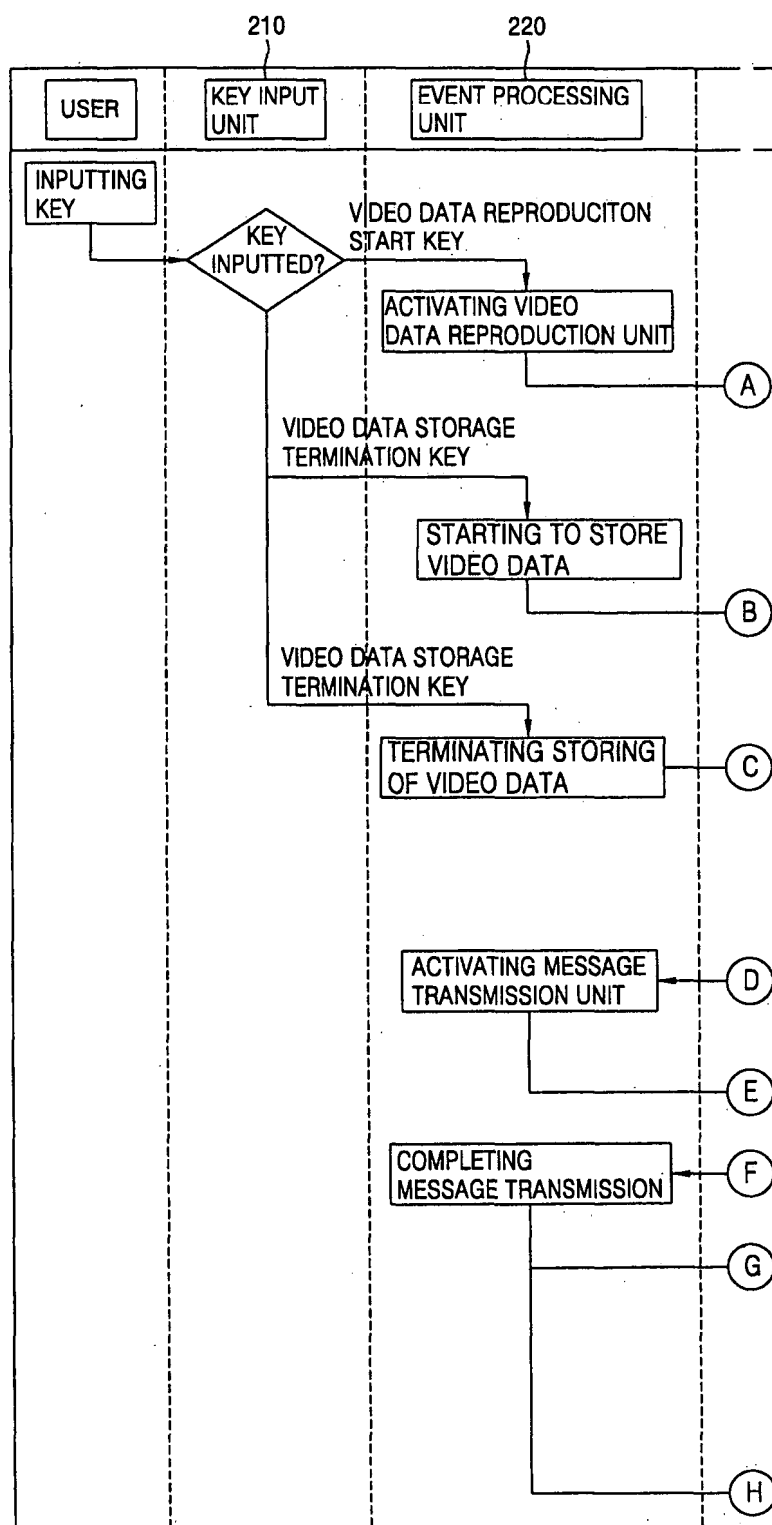 210
220
USER
KEY INPUT
UNIT
EVENT PROCESSING
UNIT
INPUTTING
KEY
KEY
INPUTTED?
VIDEO DATA REPRODUCITON
START KEY
ACTIVATING VIDEO
DATA REPRODUCTION UNIT
A
VIDEO DATA STORAGE
TERMINATION KEY
STARTING TO STORE
VIDEO DATA
B
VIDEO DATA STORAGE
TERMINATION KEY
TERMINATING STORING
OF VIDEO DATA
C
ACTIVATING MESSAGE
TRANSMISSION UNIT
D
E
COMPLETING
MESSAGE TRANSMISSION
F
G
H